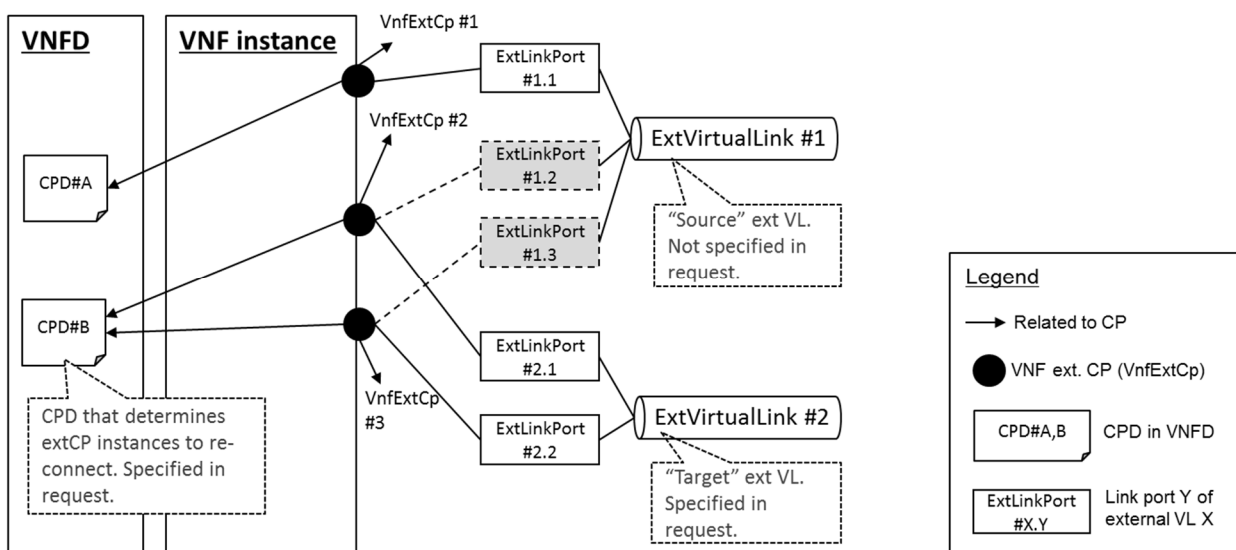 VNFD
VNF instance
VnfExtCp #1
ExtLinkPort
#1.1
VnfExtCp #2
ExtVirtualLink #1
ExtLinkPort
#1.2
CPD#A
"Source" ext VL.
Not specified in
request.
ExtLinkPort
#1.3
CPD#B
ExtLinkPort
#2.1
VnfExtCp
#3
CPD that determines
extCP instances to re-
connect. Specified in
request.
ExtLinkPort
#2.2
ExtVirtualLink #2
"Target" ext VL.
Specified in
request.
Legend
Related to CP
VNF ext. CP (VnfExtCp)
CPD#A,B
CPD in VNFD
ExtLinkPort
#X.Y
Link port Y of
external VL X